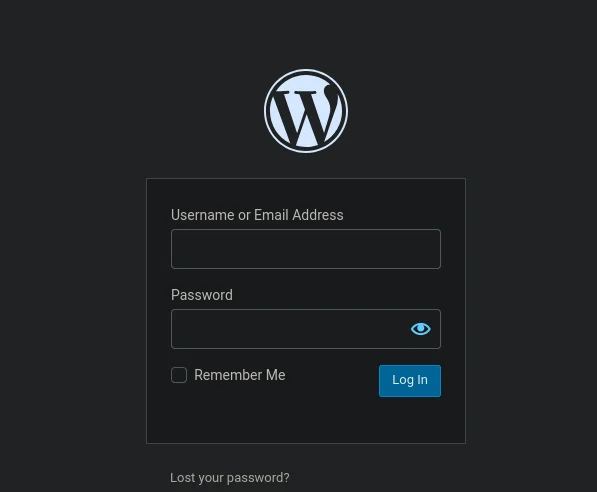 Username or Email Address
Password
Remember Me
Log In
Lost your password?